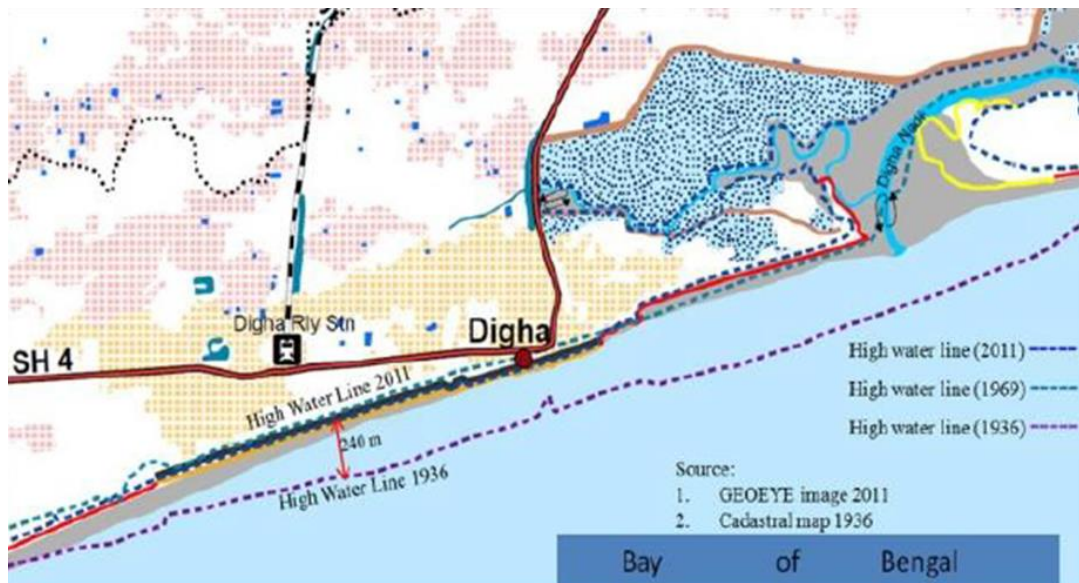 Digha Nadi
Digha Rly Stn
Digha
SH 4
High Water Line 2011
240 m
High Water Line 1936
High water line (2011)
High water line (1969)
High water line (1936)
Source:
1. GEOEYE image 2011
2. Cadastral map 1936
Bay of Bengal